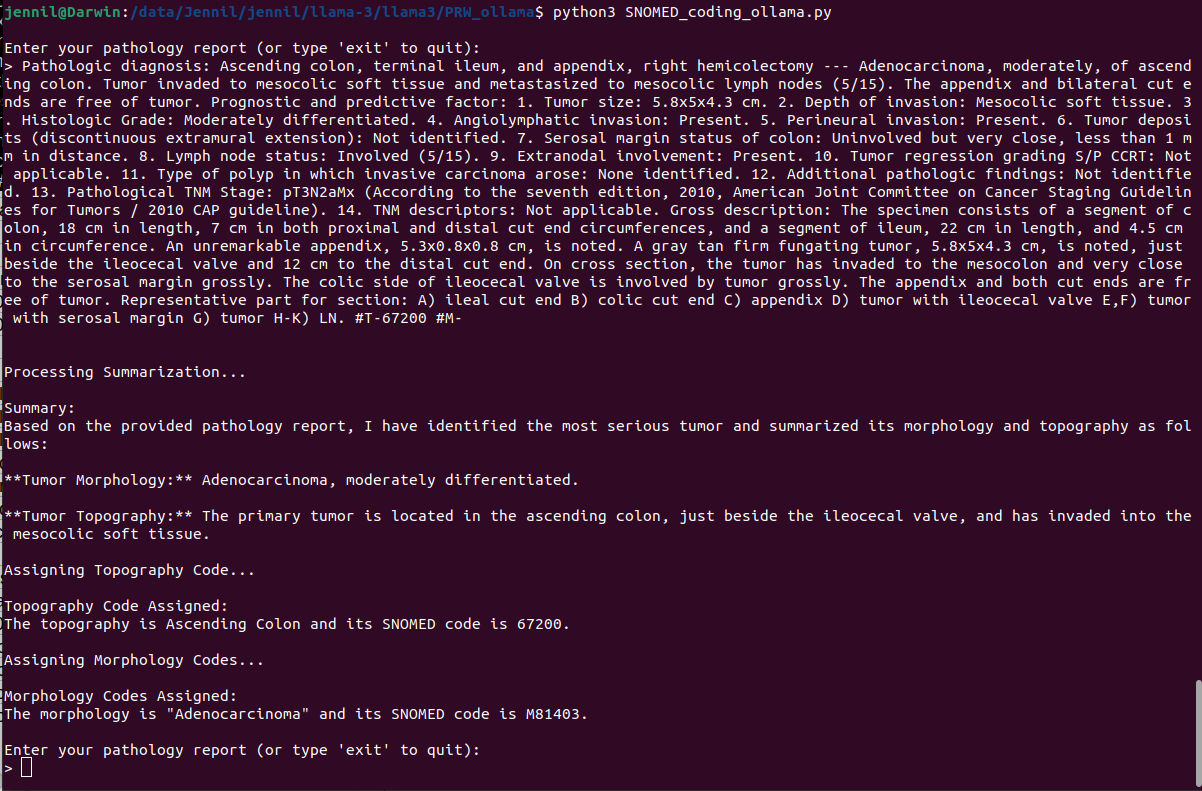 jennil@Darwin:/data/Jennil/jennil/llama-3/llama3/PRW_ollama$ python3 SNOMED_coding_ollama.py
Enter your pathology report (or type 'exit' to quit):
> Pathologic diagnosis: Ascending colon, terminal ileum, and appendix, right hemicolectomy --- Adenocarcinoma, moderately, of ascend
ing colon. Tumor invaded to mesocolic soft tissue and metastasized to mesocolic lymph nodes (5/15). The appendix and bilateral cut e
nds are free of tumor. Prognostic and predictive factor: 1. Tumor size: 5.8x5x4.3 cm. 2. Depth of invasion: Mesocolic soft tissue. 3
. Histologic Grade: Moderately differentiated. 4. Angiolymphatic invasion: Present. 5. Perineural invasion: Present. 6. Tumor deposi
ts (discontinuous extramural extension): Not identified. 7. Serosal margin status of colon: Uninvolved but very close, less than 1 m
m in distance. 8. Lymph node status: Involved (5/15). 9. Extranodal involvement: Present. 10. Tumor regression grading S/P CCRT: Not
 applicable. 11. Type of polyp in which invasive carcinoma arose: None identified. 12. Additional pathologic findings: Not identifie
d. 13. Pathological TNM Stage: pT3N2aMx (According to the seventh edition, 2010, American Joint Committee on Cancer Staging Guidelin
es for Tumors / 2010 CAP guideline). 14. TNM descriptors: Not applicable. Gross description: The specimen consists of a segment of c
olon, 18 cm in length, 7 cm in both proximal and distal cut end circumferences, and a segment of ileum, 22 cm in length, and 4.5 cm
in circumference. An unremarkable appendix, 5.3x0.8x0.8 cm, is noted. A gray tan firm fungating tumor, 5.8x5x4.3 cm, is noted, just
beside the ileocecal valve and 12 cm to the distal cut end. On cross section, the tumor has invaded to the mesocolon and very close
to the serosal margin grossly. The colic side of ileocecal valve is involved by tumor grossly. The appendix and both cut ends are fr
ee of tumor. Representative part for section: A) ileal cut end B) colic cut end C) appendix D) tumor with ileocecal valve E,F) tumor
 with serosal margin G) tumor H-K) LN. #T-67200 #M-
Processing Summarization...
Summary:
Based on the provided pathology report, I have identified the most serious tumor and summarized its morphology and topography as fol
lows:
**Tumor Morphology:** Adenocarcinoma, moderately differentiated.
**Tumor Topography:** The primary tumor is located in the ascending colon, just beside the ileocecal valve, and has invaded into the
 mesocolic soft tissue.
Assigning Topography Code...
Topography Code Assigned:
The topography is Ascending Colon and its SNOMED code is 67200.
Assigning Morphology Codes...
Morphology Codes Assigned:
The morphology is "Adenocarcinoma" and its SNOMED code is M81403.
Enter your pathology report (or type 'exit' to quit):
>